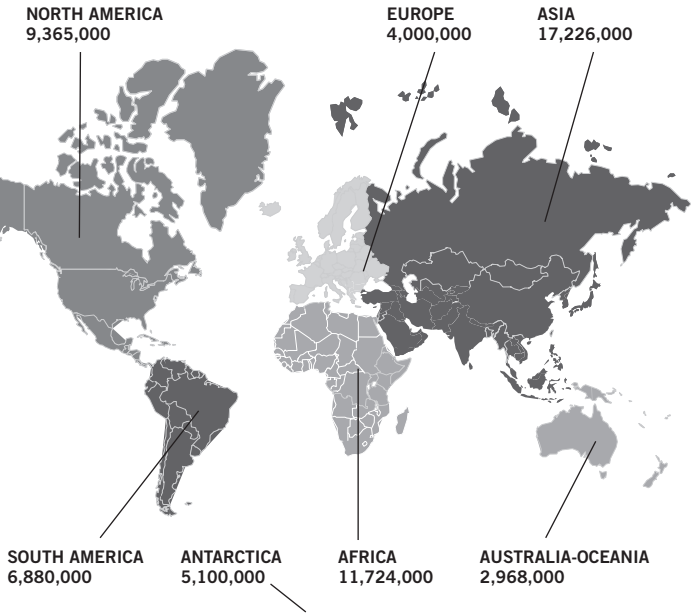 NORTH AMERICA
9,365,000
EUROPE
4,000,000
ASIA
17,226,000
SOUTH AMERICA
6,880,000
ANTARCTICA
5,100,000
AFRICA
11,724,000
AUSTRALIA-OCEANIA
2,968,000